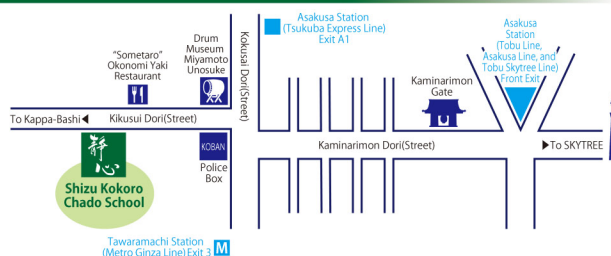 Asakusa Station
(Tsukuba Express Line)
Exit A1
Asakusa
Station
(Tobu Line,
Asakusa Line, and
Tobu Skytree Line)
Front Exit
Drum
Museum
Miyamoto
Unosuke
"Sometaro"
Okonomi Yaki
Restaurant
Kokusai Dori(Street)
Kaminarimon
Gate
To Kappa-Bashi◀
Kikusui Dori(Street)
Kaminarimon Dori(Street)
▶To SKYTREE
KOBAN
Police
Box
靜
心
Shizu Kokoro
Chado School
Tawaramachi Station
(Metro Ginza Line) Exit 3 M